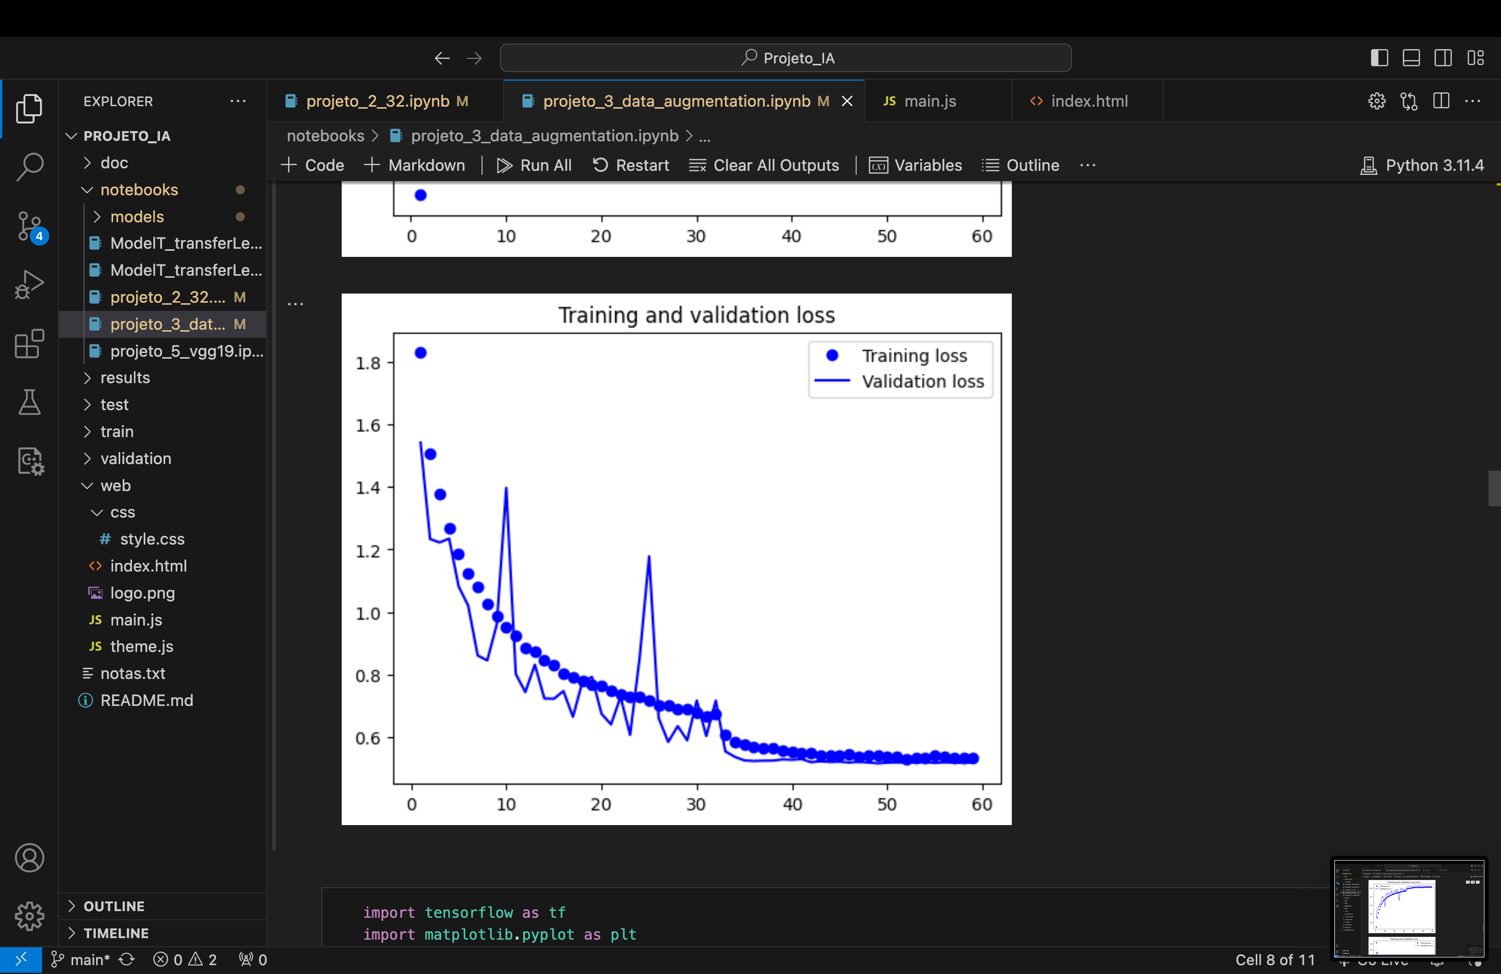 Projeto_IA
EXPLORER
PROJETO_IA
doc
notebooks
models
ModelT_transferLe...
ModelT_transferLe...
projeto_2_32.... M
projeto_3_dat... M
projeto_5_vgg19.ip...
results
test
train
validation
web
css
# style.css
<> index.html
logo.png
JS main.js
JS theme.js
notas.txt
README.md
OUTLINE
TIMELINE
projeto_2_32.ipynb M
projeto_3_data_augmentation.ipynb M
JS main.js
<> index.html
notebooks > projeto_3_data_augmentation.ipynb > ...
+ Code + Markdown Run All Restart Clear All Outputs Variables Outline ... Python 3.11.4
0 10 20 30 40 50 60
...
Training and validation loss
Training loss
Validation loss
1.8
1.6
1.4
1.2
1.0
0.8
0.6
0 10 20 30 40 50 60
import tensorflow as tf
import matplotlib.pyplot as plt
4
main* 0 2 0
Cell 8 of 11